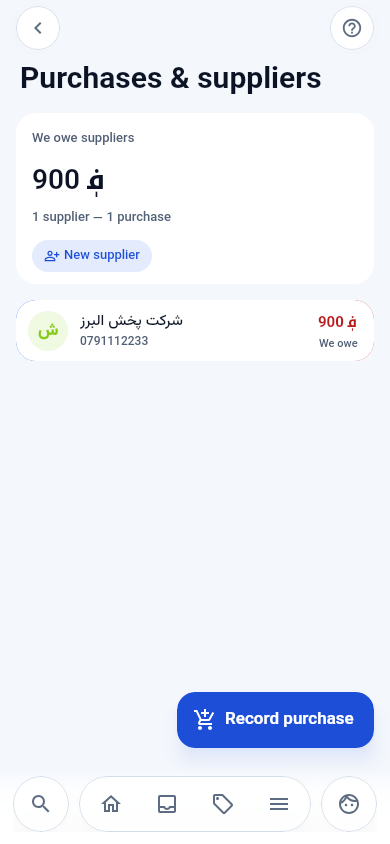 Purchases & suppliers
We owe suppliers
900 ؋
1 supplier — 1 purchase
New supplier
ش
شرکت پخش البرز
900 ؋
0791112233
We owe
Record purchase